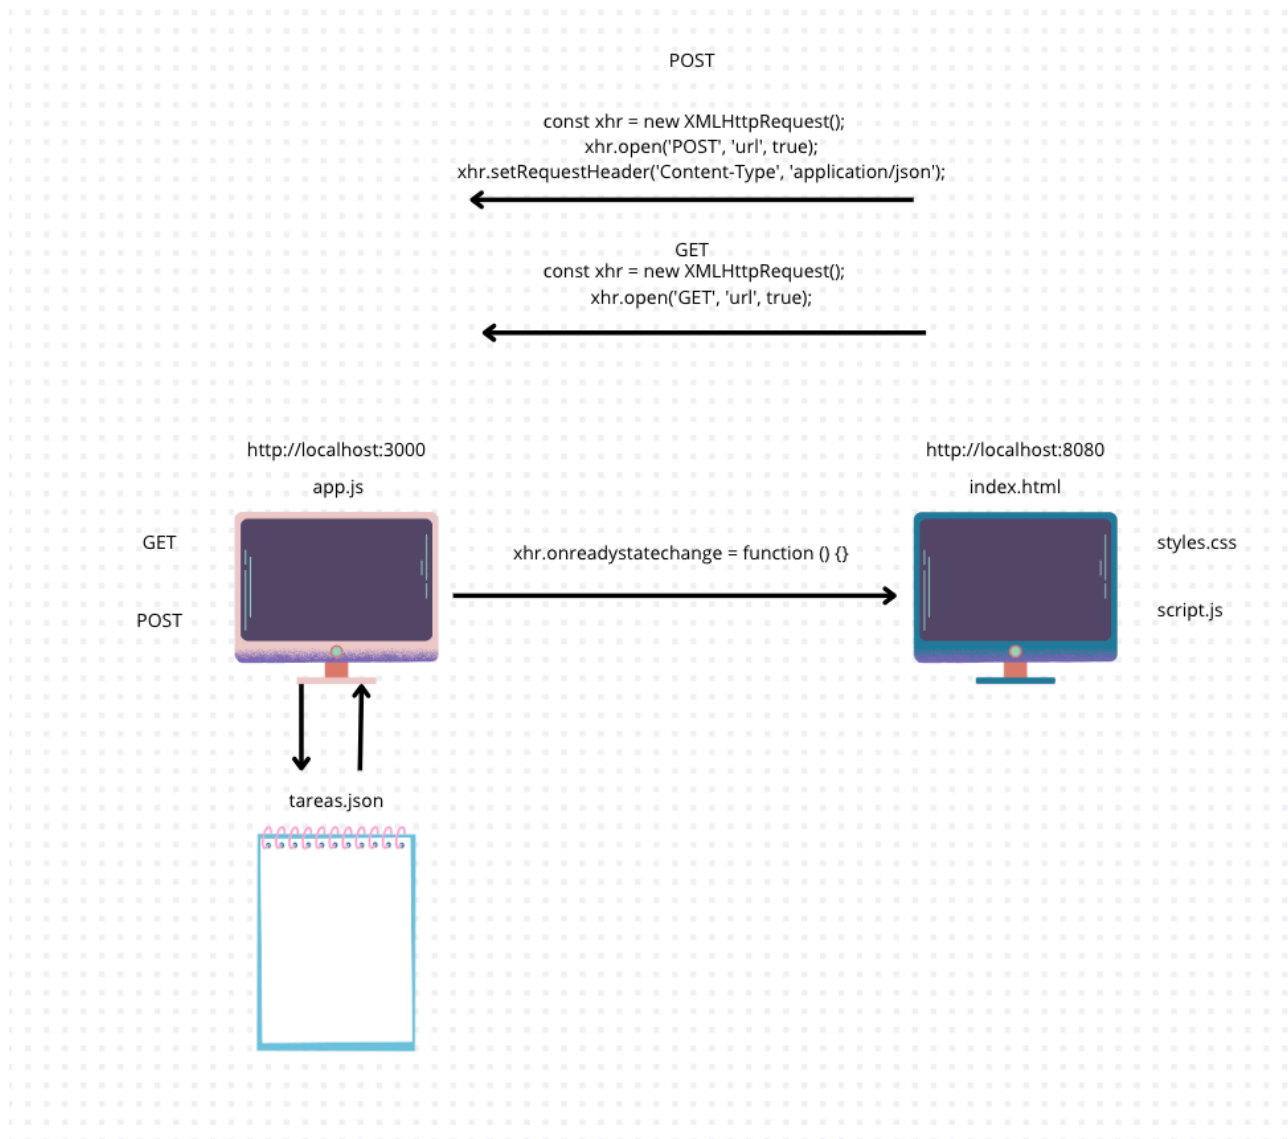 POST
const xhr = new XMLHttpRequest();
xhr.open('POST', 'url', true);
xhr.setRequestHeader('Content-Type', 'application/json');
GET
const xhr = new XMLHttpRequest();
xhr.open('GET', 'url', true);
http://localhost:3000
http://localhost:8080
app.js
index.html
GET
xhr.onreadystatechange = function () {}
styles.css
POST
script.js
tareas.json